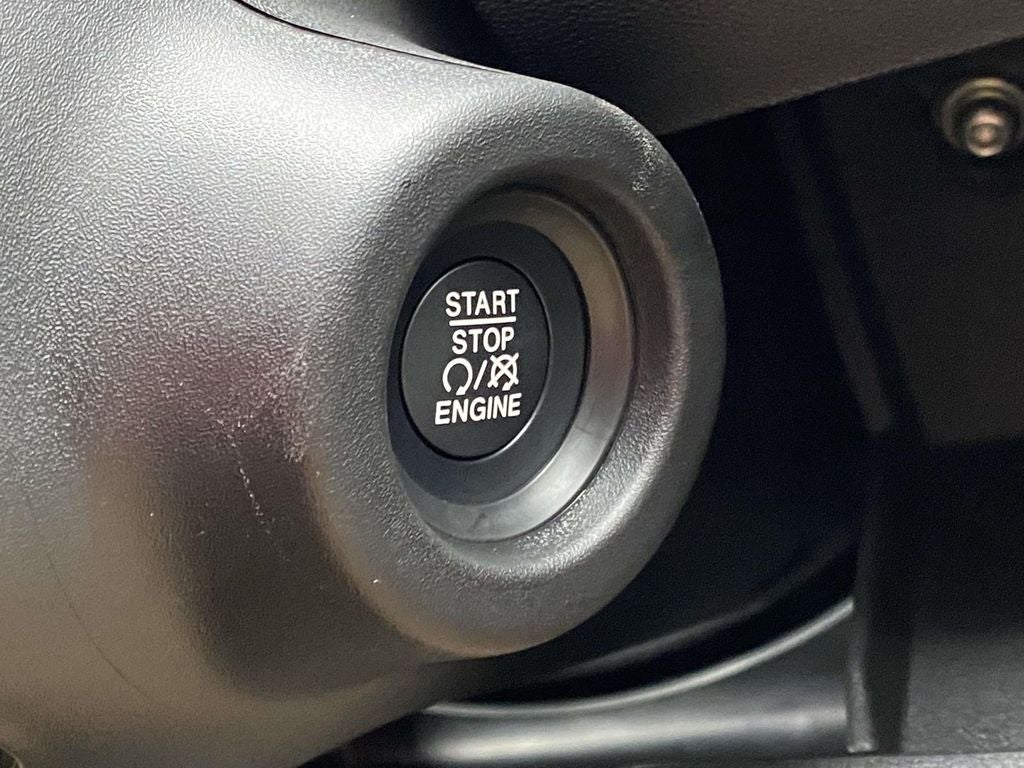 START
STOP
/
ENGINE